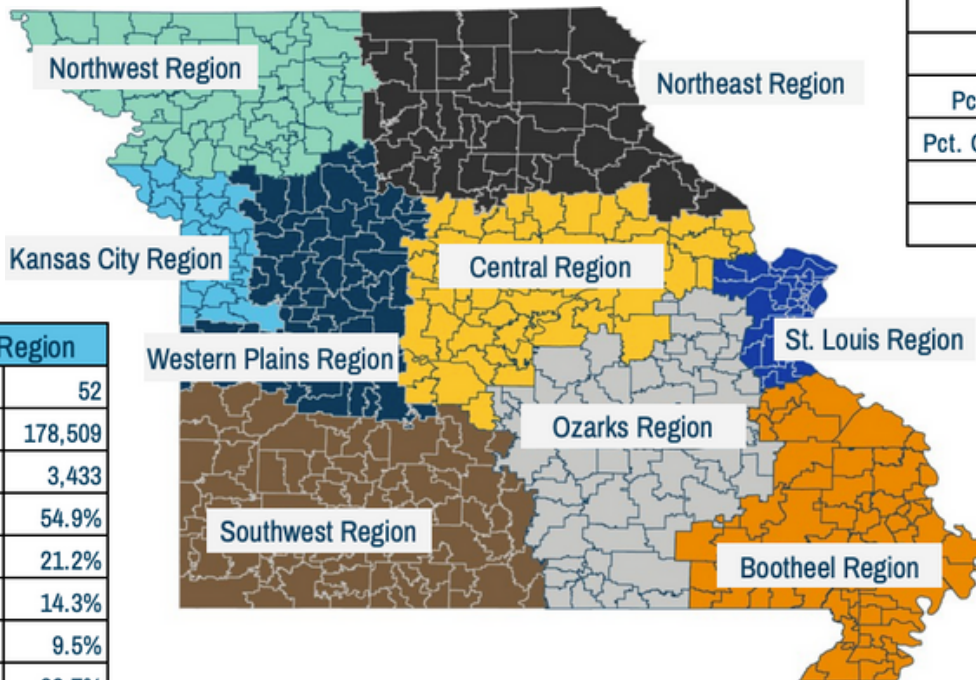 Northwest Region
Northeast Region
Kansas City Region
Central Region
Western Plains Region
St. Louis Region
Ozarks Region
Southwest Region
Bootheel Region
Region
52
178,509
3,433
54.9%
21.2%
14.3%
9.5%
Pct.